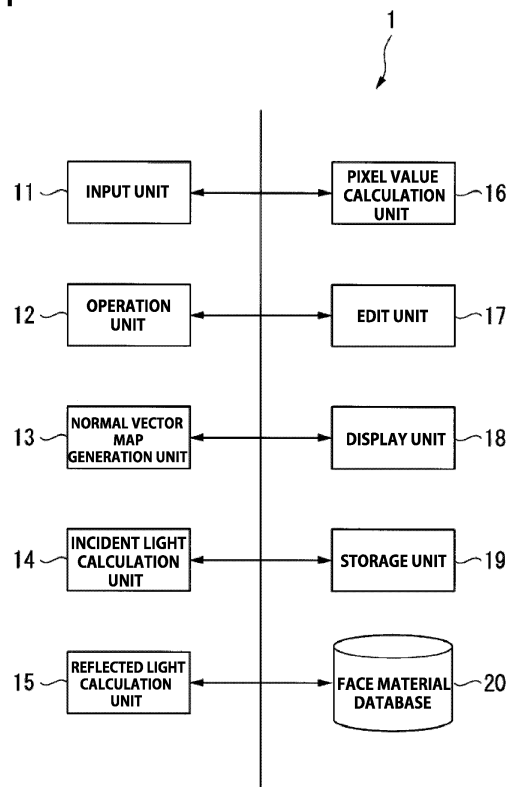 1
11
INPUT UNIT
PIXEL VALUE
CALCULATION
UNIT
16
12
OPERATION
UNIT
EDIT UNIT
17
13
NORMAL VECTOR
MAP
GENERATION UNIT
DISPLAY UNIT
18
14
INCIDENT LIGHT
CALCULATION
UNIT
STORAGE UNIT
19
15
REFLECTED LIGHT
CALCULATION
UNIT
FACE MATERIAL
DATABASE
20